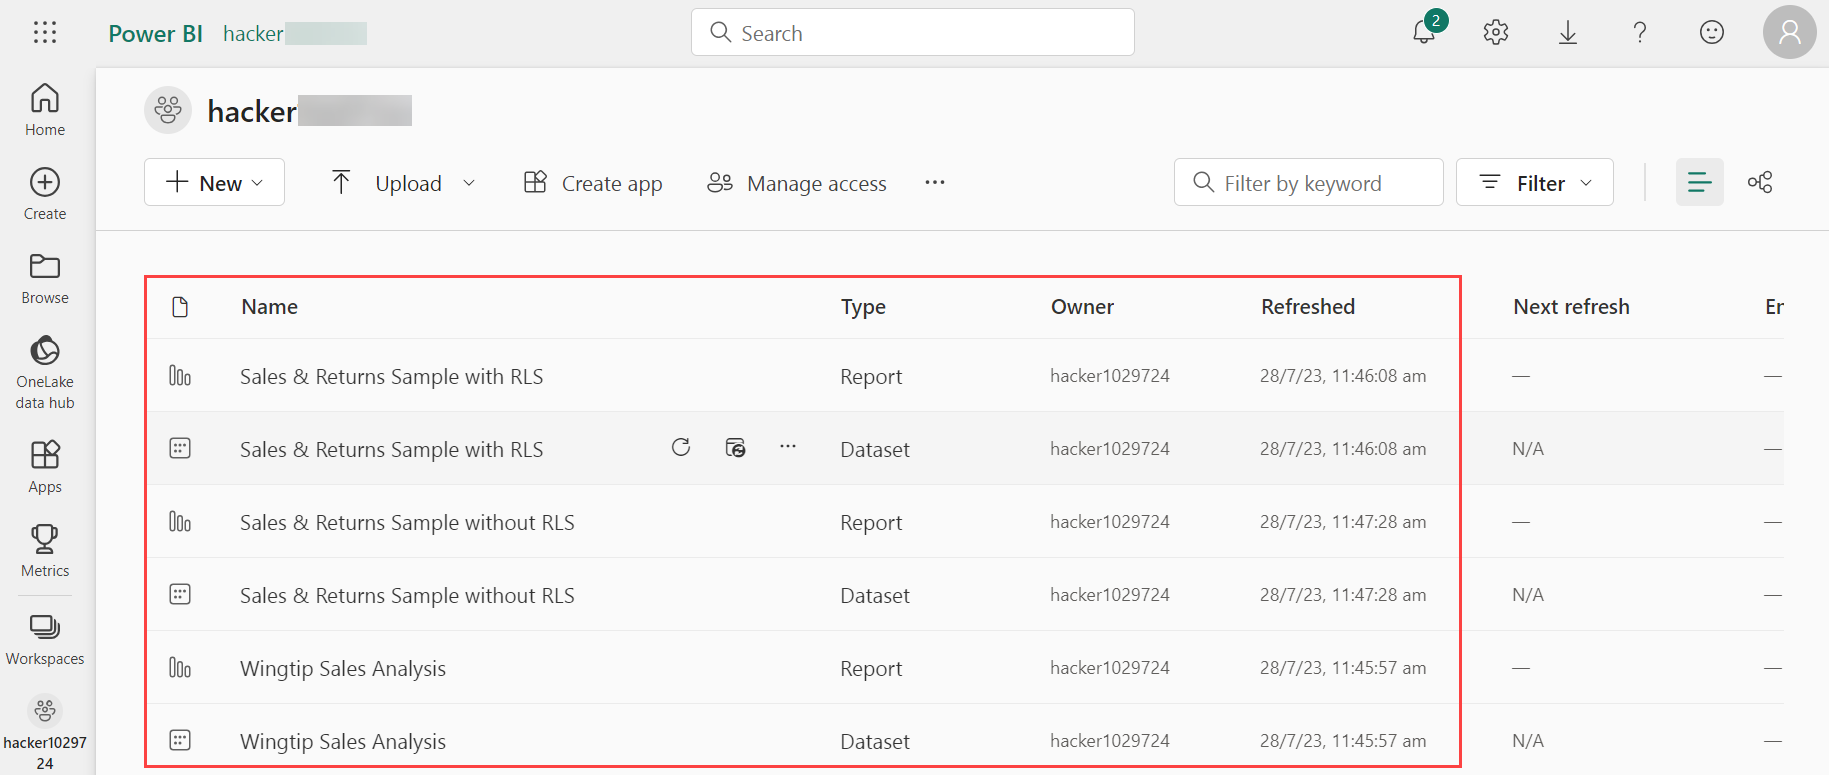 Power BI hacker
Search
2
Home
Create
Browse
OneLake
data hub
Apps
Metrics
Workspaces
hacker10297
24
hacker
New Upload Create app Manage access ... Filter by keyword Filter
Name Type Owner Refreshed Next refresh Er
Sales & Returns Sample with RLS Report hacker1029724 28/7/23, 11:46:08 am —  —
Sales & Returns Sample with RLS ... Dataset hacker1029724 28/7/23, 11:46:08 am N/A —
Sales & Returns Sample without RLS Report hacker1029724 28/7/23, 11:47:28 am — —
Sales & Returns Sample without RLS Dataset hacker1029724 28/7/23, 11:47:28 am N/A —
Wingtip Sales Analysis Report hacker1029724 28/7/23, 11:45:57 am — —
Wingtip Sales Analysis Dataset hacker1029724 28/7/23, 11:45:57 am N/A —